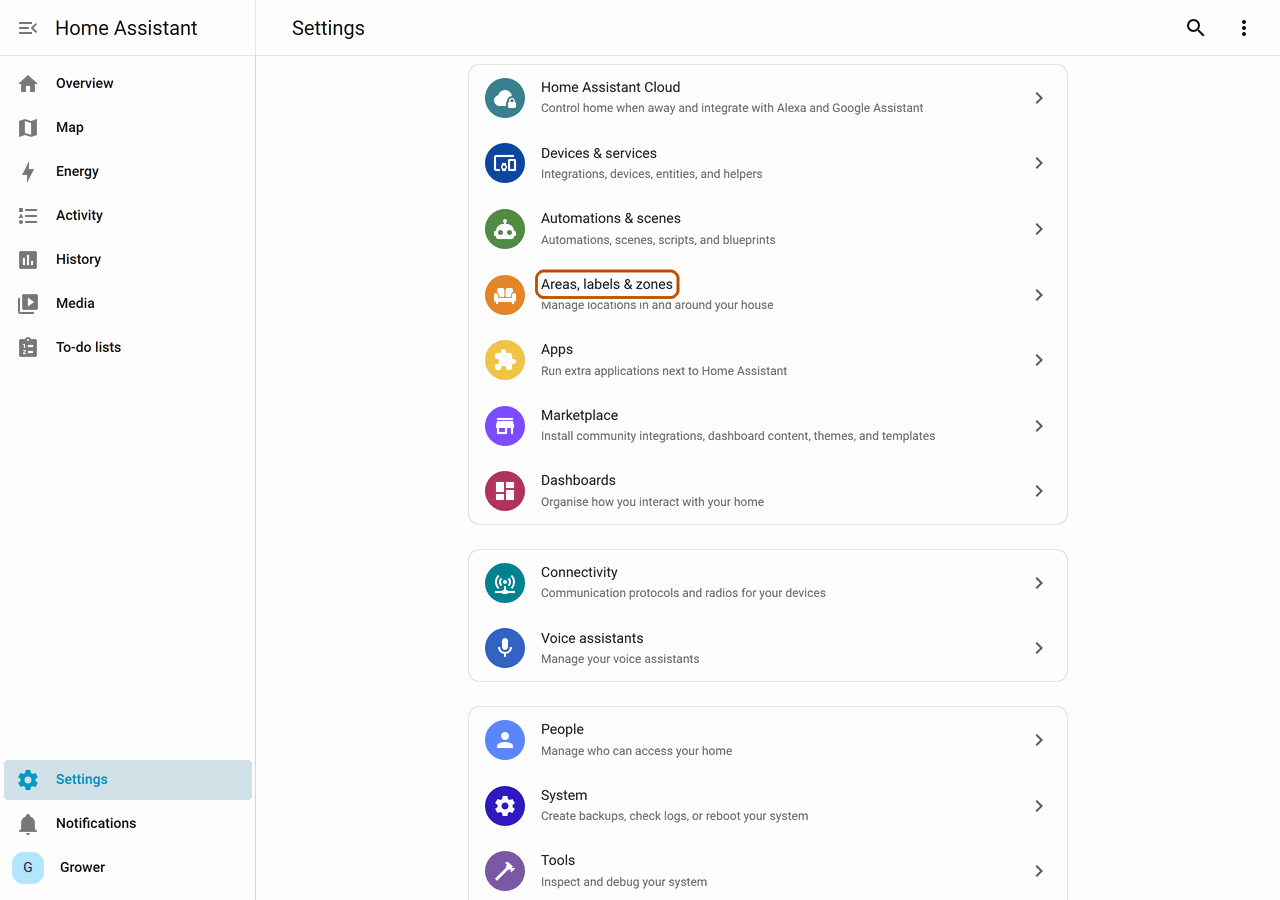 Home Assistant
Settings
Overview
Map
Energy
Activity
History
Media
To-do lists
Settings
Notifications
G
Grower
Home Assistant Cloud
Control home when away and integrate with Alexa and Google Assistant
Devices & services
Integrations, devices, entities, and helpers
Automations & scenes
Automations, scenes, scripts, and blueprints
Areas, labels & zones
Manage locations in and around your house
Apps
Run extra applications next to Home Assistant
Marketplace
Install community integrations, dashboard content, themes, and templates
Dashboards
Organise how you interact with your home
Connectivity
Communication protocols and radios for your devices
Voice assistants
Manage your voice assistants
People
Manage who can access your home
System
Create backups, check logs, or reboot your system
Tools
Inspect and debug your system